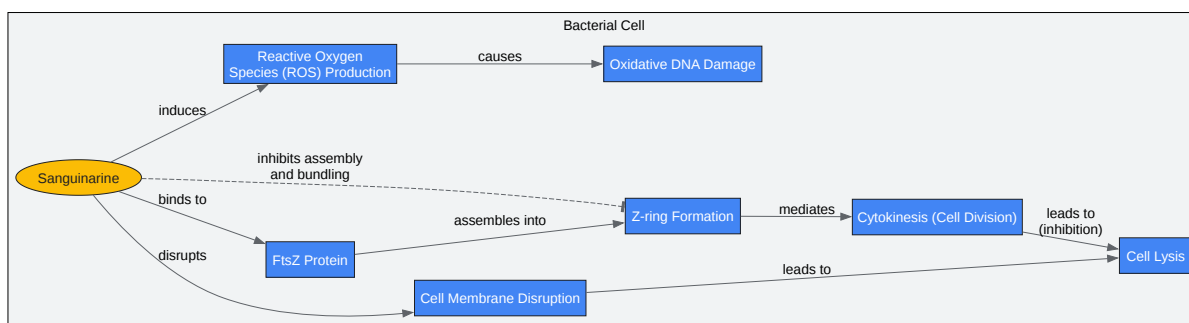 Bacterial Cell
Reactive Oxygen
Species (ROS) Production
causes
Oxidative DNA Damage
induces
inhibits assembly
and bundling
Sanguinarine
binds to
assembles into
Z-ring Formation
mediates
Cytokinesis (Cell Division)
leads to
(inhibition)
disrupts
FtsZ Protein
Cell Lysis
leads to
Cell Membrane Disruption